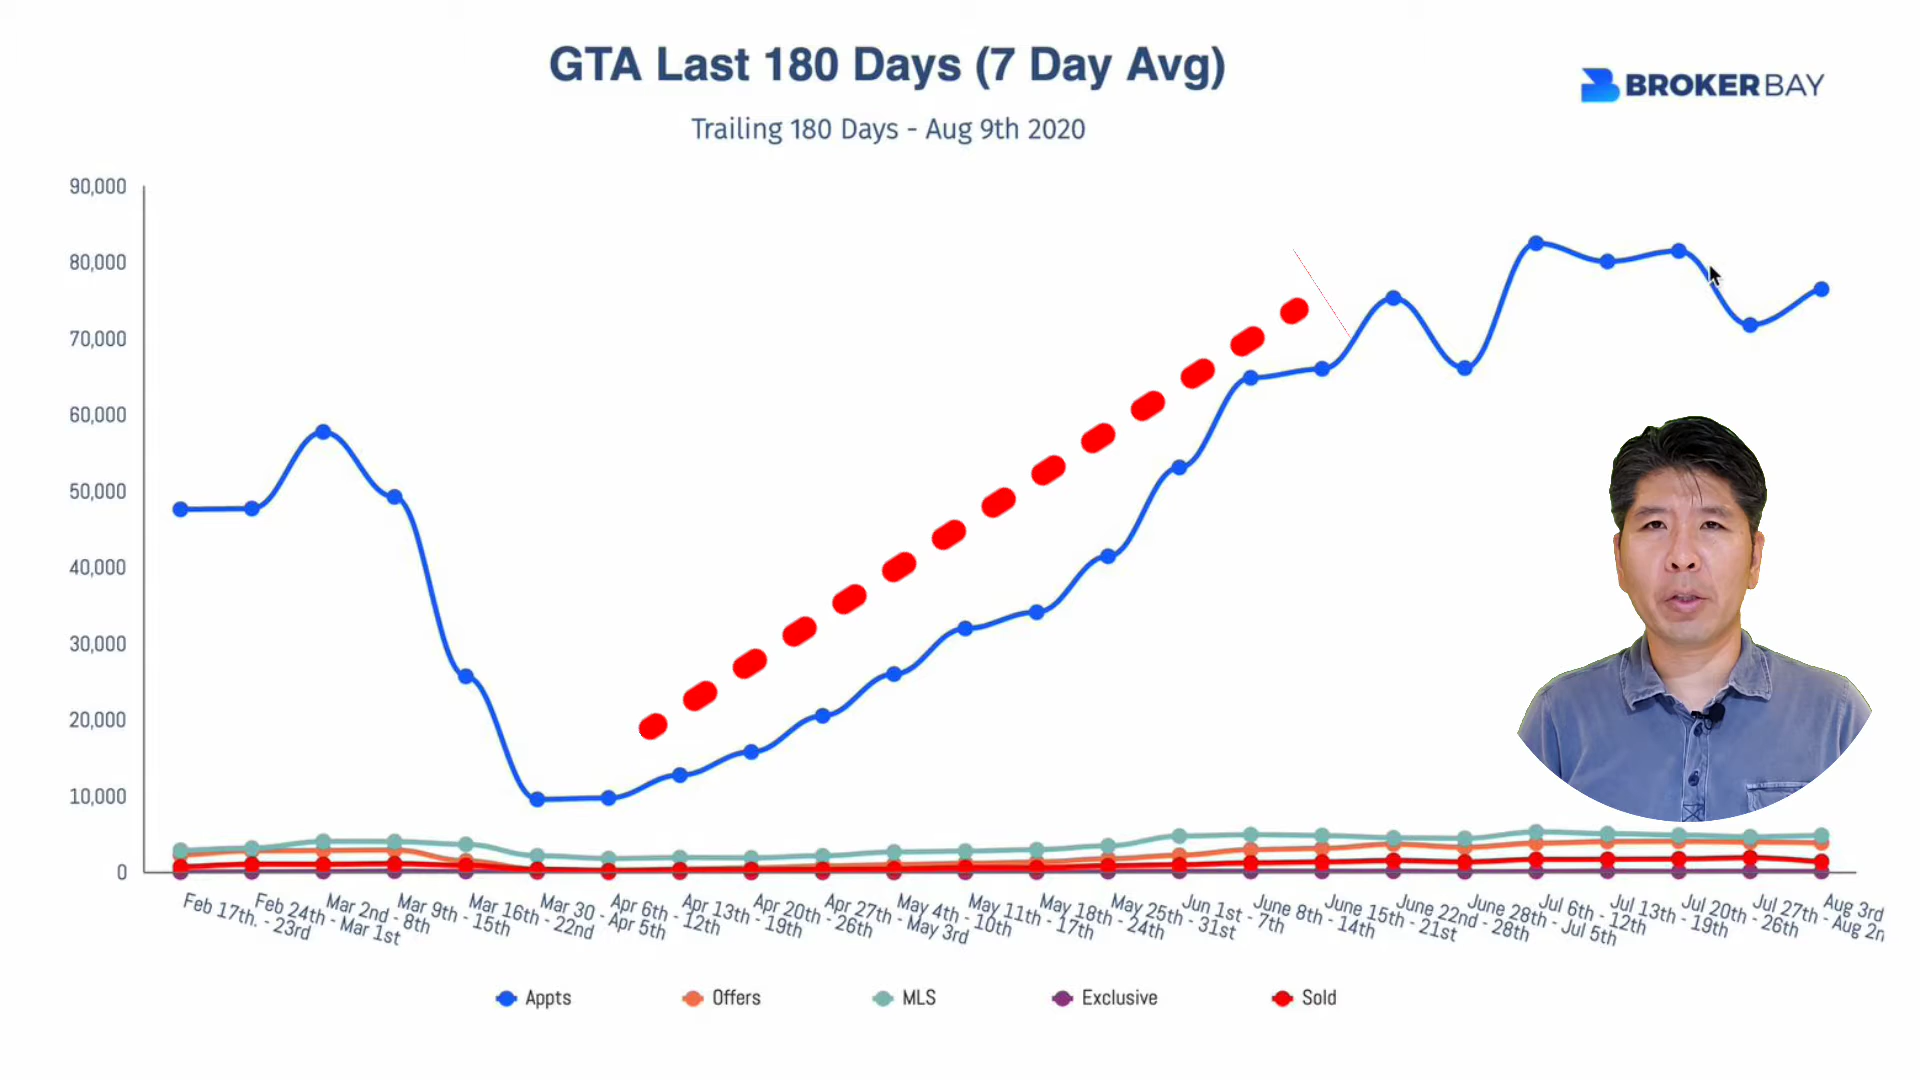 GTA Last 180 Days (7 Day Avg)
BROKERBAY
Trailing 180 Days - Aug 9th 2020
90,000
80,000
70,000
60,000
50,000
40,000
30,000
20,000
10,000
0
Feb 17th. - 23rd
Feb 24th - Mar 1st
Mar 2nd - 8th
Mar 9th - 15th
Mar 16th - 22nd
Mar 30 - Apr 5th
Apr 6th - 12th
Apr 13th - 19th
Apr 20th - 26th
Apr 27th - May 3rd
May 4th - 10th
May 11th - 17th
May 18th - 24th
May 25th - 31st
Jun 1st - 7th
June 8th - 14th
June 15th - 21st
June 22nd - 28th
June 28th - Jul 5th
Jul 6th - 12th
Jul 13th - 19th
Jul 20th - 26th
Jul 27th - Aug 2n
Aug 3rd
Appts
Offers
MLS
Exclusive
Sold